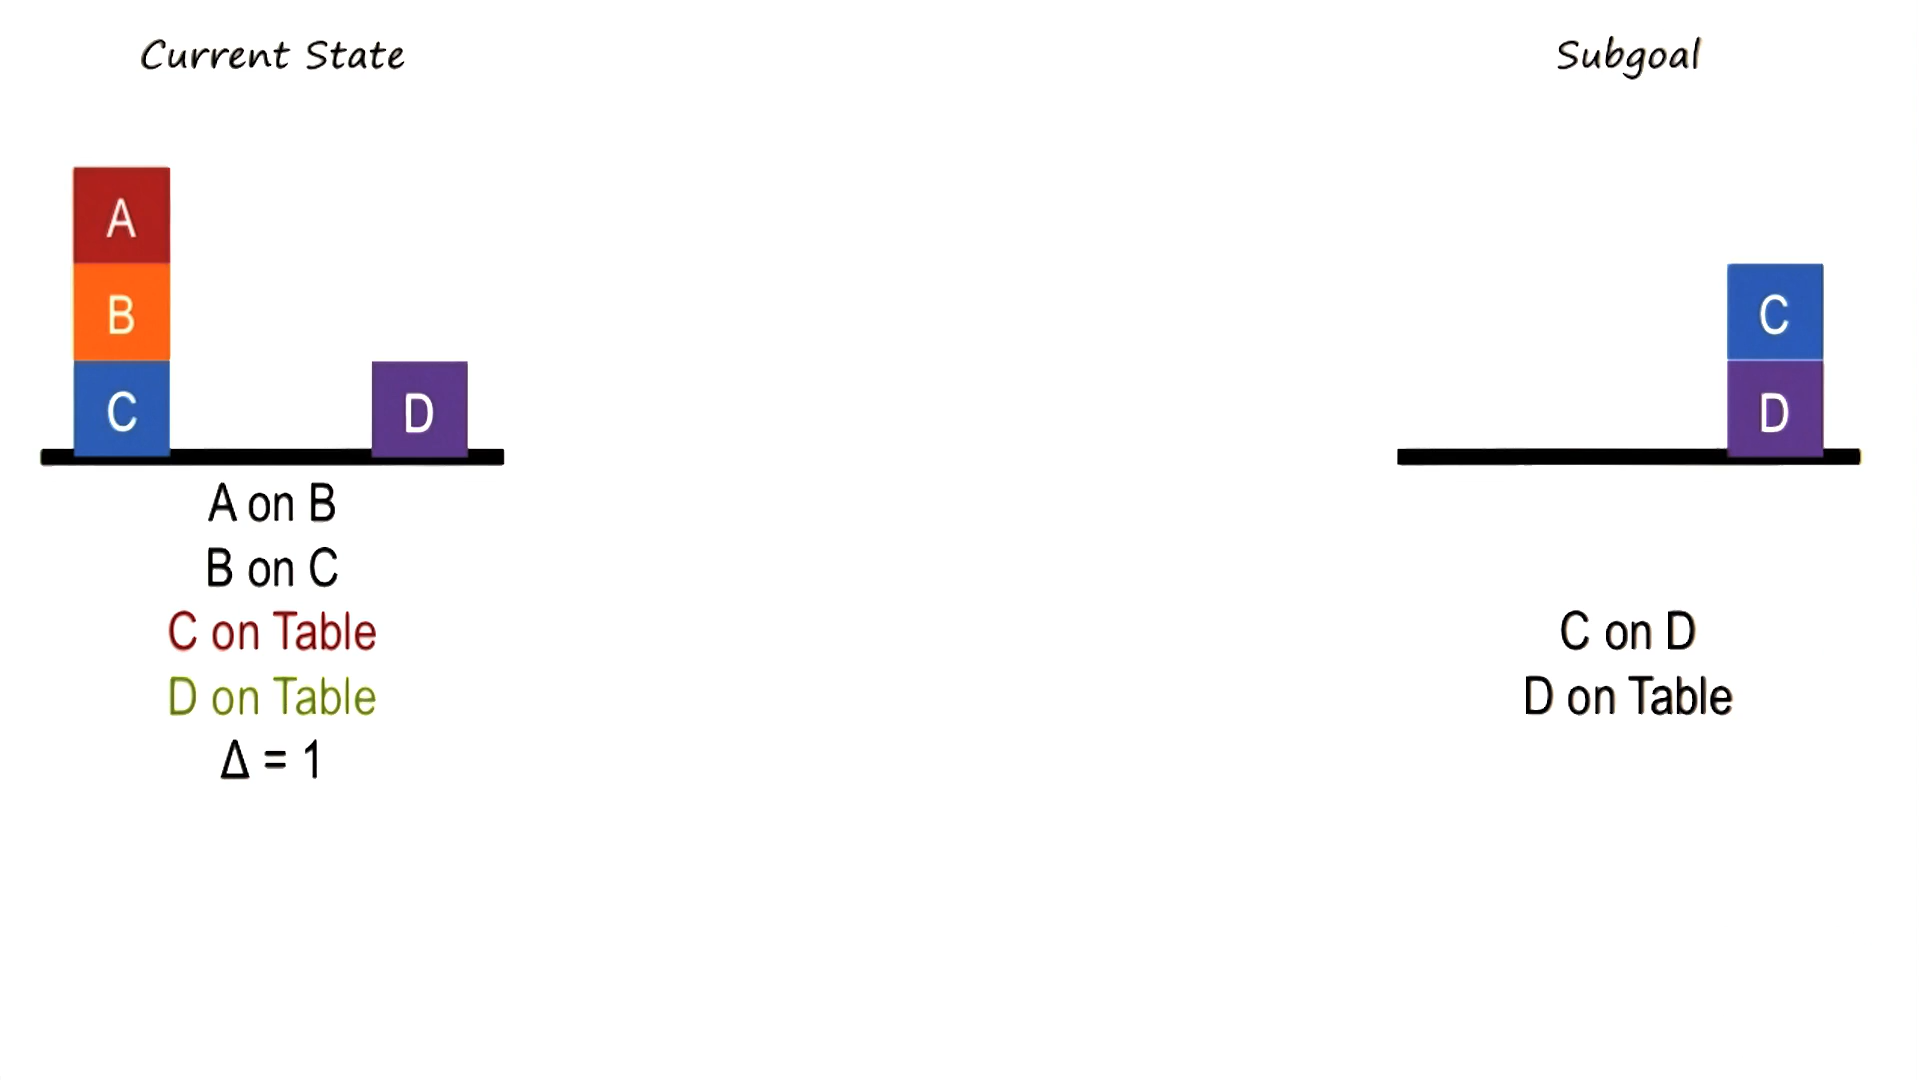 Current State
Subgoal
A
B
C
D
C
D
A on B
B on C
C on Table
D on Table
Δ = 1
C on D
D on Table